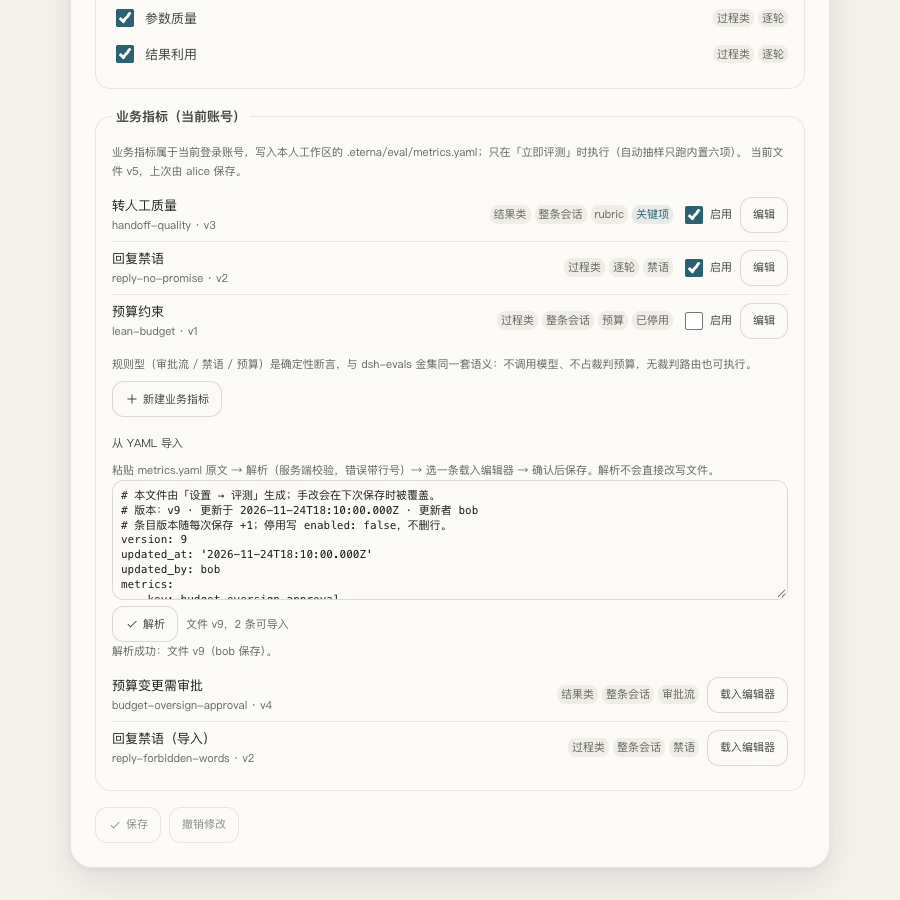 参数质量 过程类 逐轮
结果利用 过程类 逐轮
业务指标（当前账号）
业务指标属于当前登录账号，写入本人工作区的 .eterna/eval/metrics.yaml；只在「立即评测」时执行（自动抽样只跑内置六项）。 当前文
件 v5，上次由 alice 保存。
转人工质量 结果类 整条会话 rubric 关键项 启用 编辑
handoff-quality · v3
回复禁语 过程类 逐轮 禁语 启用 编辑
reply-no-promise · v2
预算约束 过程类 整条会话 预算 已停用 启用 编辑
lean-budget · v1
规则型（审批流 / 禁语 / 预算）是确定性断言，与 dsh-evals 金集同一套语义：不调用模型、不占裁判预算，无裁判路由也可执行。
+ 新建业务指标
从 YAML 导入
粘贴 metrics.yaml 原文 → 解析（服务端校验，错误带行号）→ 选一条载入编辑器 → 确认后保存。解析不会直接改写文件。
# 本文件由「设置 → 评测」生成；手改会在下次保存时被覆盖。
# 版本：v9 · 更新于 2026-11-24T18:10:00.000Z · 更新者 bob
# 条目版本随每次保存 +1；停用写 enabled: false，不删行。
version: 9
updated_at: '2026-11-24T18:10:00.000Z'
updated_by: bob
metrics:
key: budget-oversign-approval
✓ 解析 文件 v9，2 条可导入
解析成功：文件 v9（bob 保存）。
预算变更需审批 结果类 整条会话 审批流 载入编辑器
budget-oversign-approval · v4
回复禁语（导入） 过程类 整条会话 禁语 载入编辑器
reply-forbidden-words · v2
✓ 保存 撤销修改